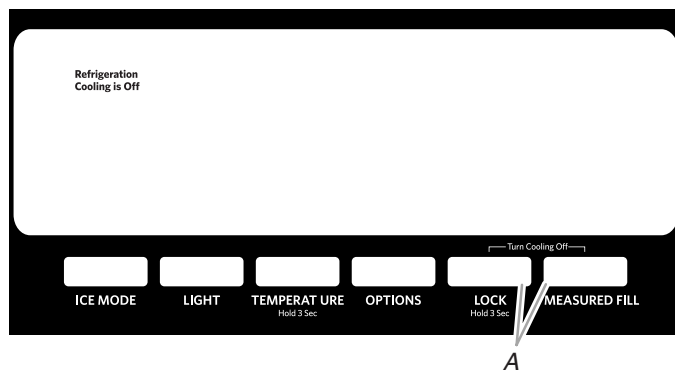 Refrigeration
Cooling is Off
Turn Cooling Off
ICE MODE LIGHT TEMPERAT URE OPTIONS LOCK MEASURED FILL
Hold 3 Sec Hold 3 Sec
A